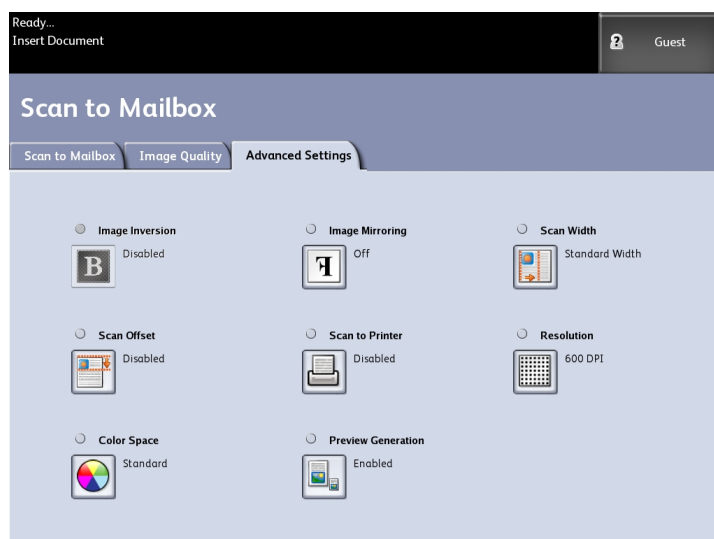 Ready...
Insert Document
Guest
Scan to Mailbox
Scan to Mailbox
Image Quality
Advanced Settings
Image Inversion
Disabled
B
Image Mirroring
Off
F
Scan Width
Standard Width
Scan Offset
Disabled
Scan to Printer
Disabled
Resolution
600 DPI
Color Space
Standard
Preview Generation
Enabled